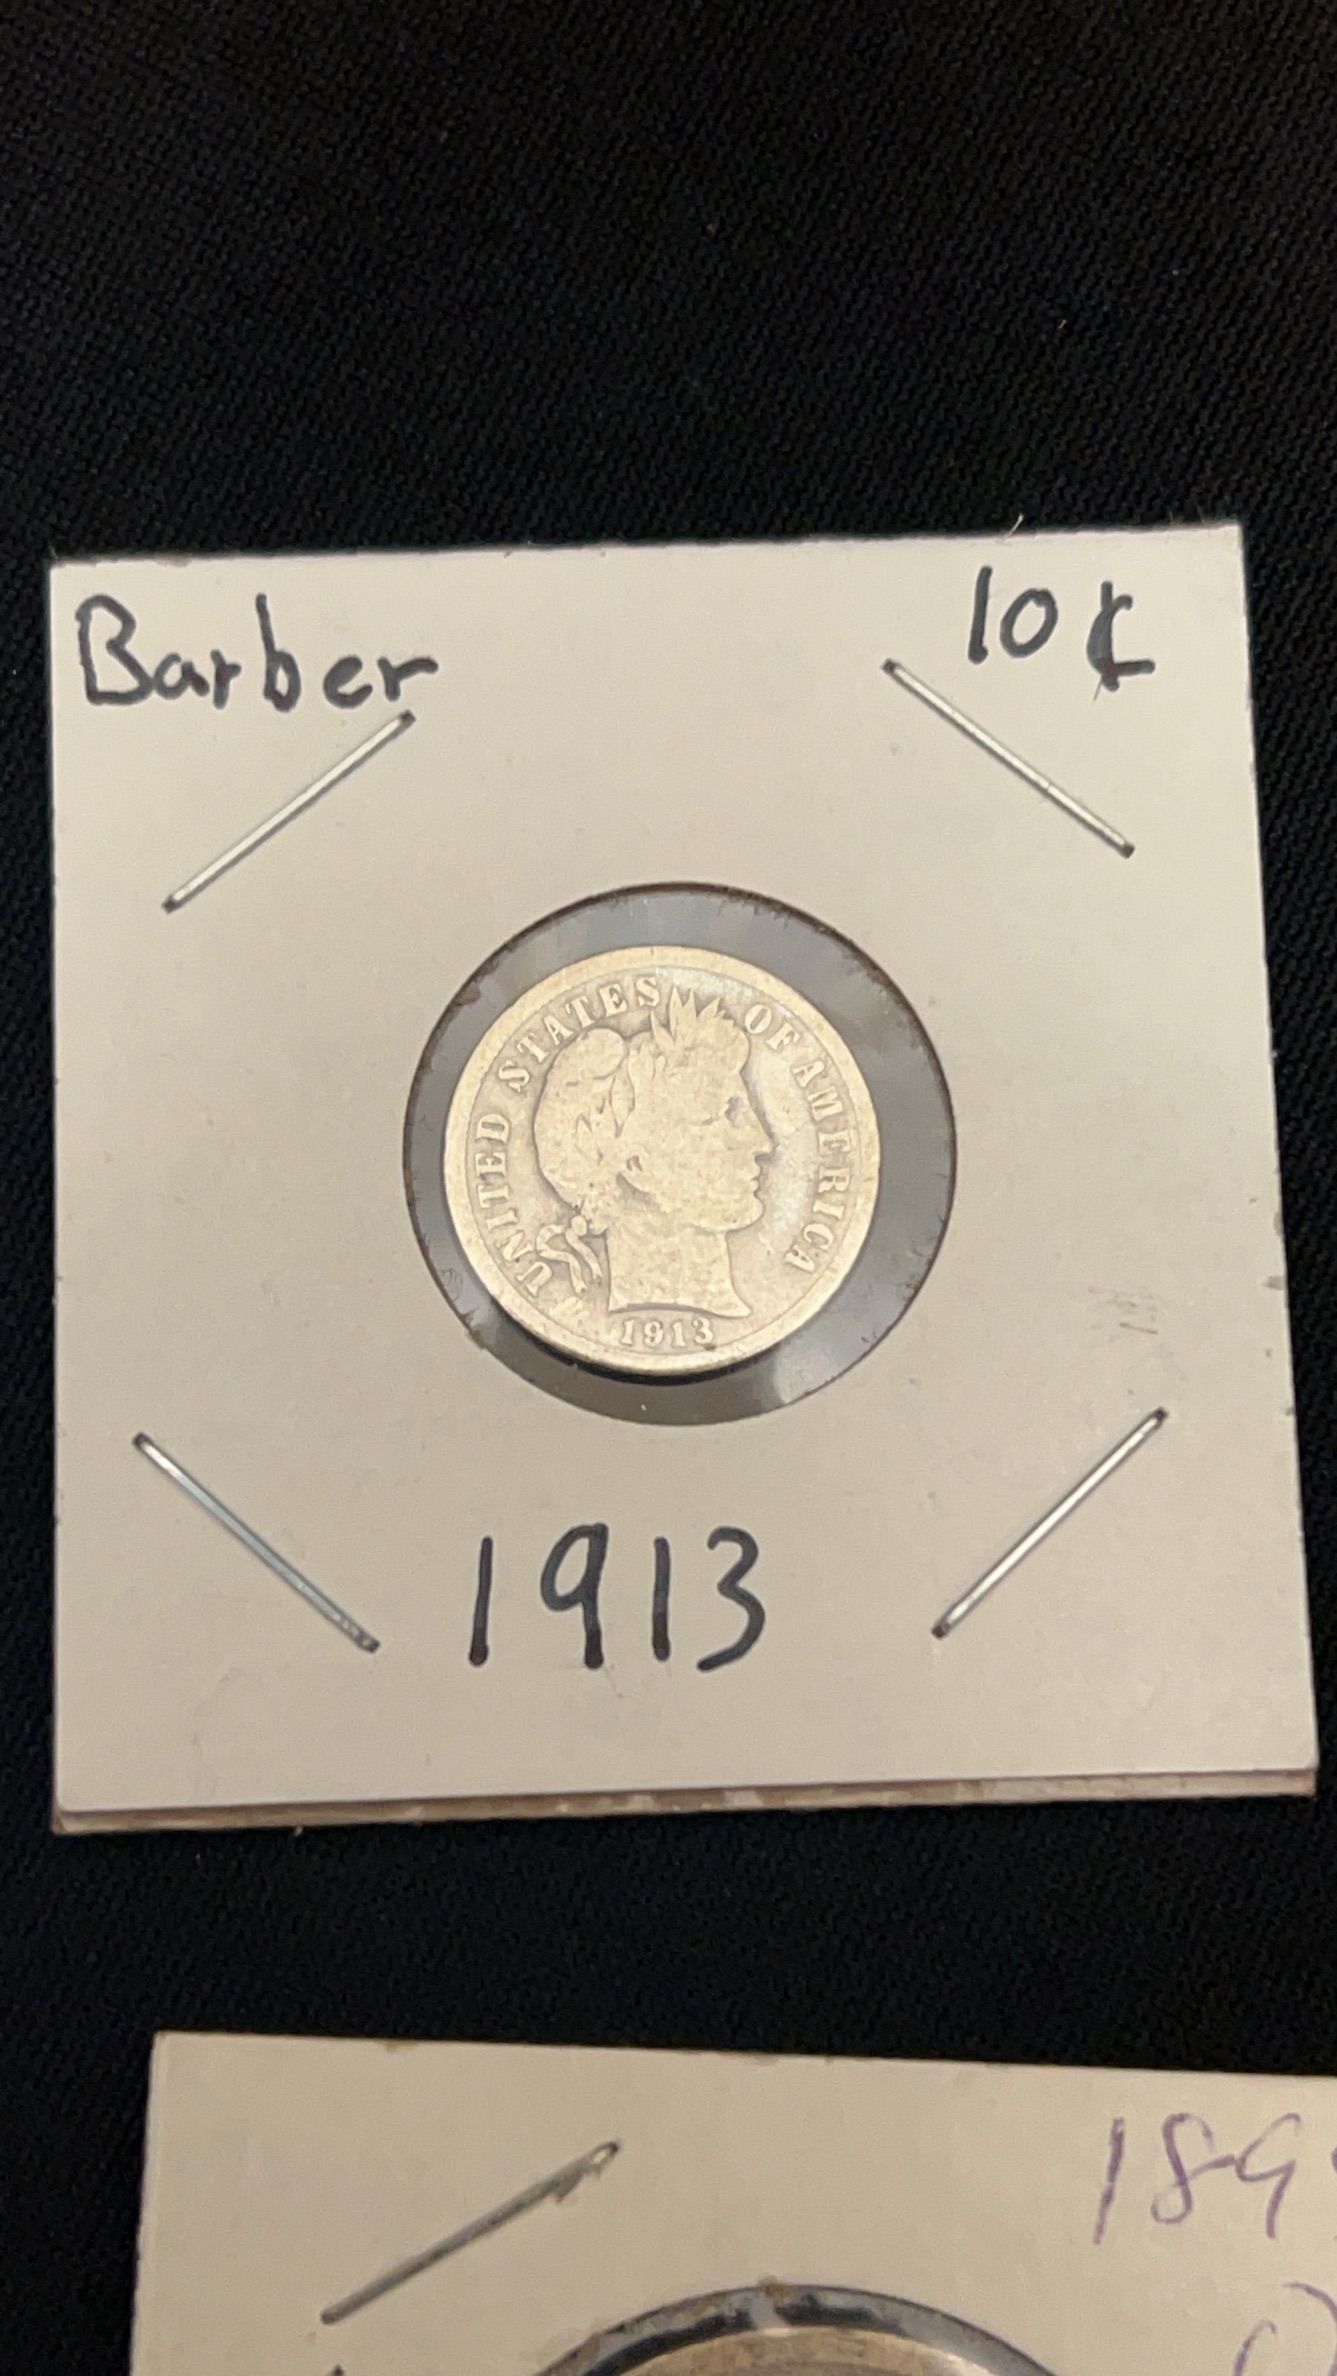 Barber 10¢
UNITED STATES OF AMERICA
1913
1913